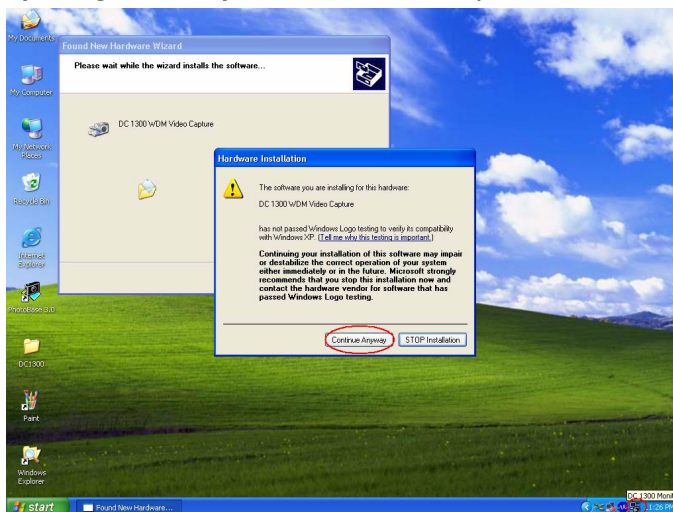 My Documents
My Computer
My Network
Places
Recycle Bin
Internet
Explorer
PhotoBase 3.0
DC1300
Paint
Windows
Explorer
Found New Hardware Wizard
Please wait while the wizard installs the software...
DC 1300 WDM Video Capture
Hardware Installation
The software you are installing for this hardware:
DC 1300 WDM Video Capture
has not passed Windows Logo testing to verify its compatibility
with Windows XP. (Tell me why this testing is important.)
Continuing your installation of this software may impair
or destabilize the correct operation of your system
either immediately or in the future. Microsoft strongly
recommends that you stop this installation now and
contact the hardware vendor for software that has
passed Windows Logo testing.
Continue Anyway
STOP Installation
DC 1300 Moni
start
Found New Hardware...
11:26 PM